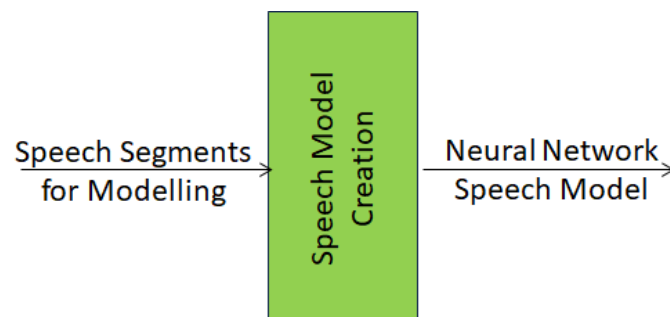 Speech Segments
for Modelling
Speech Model
Creation
Neural Network
Speech Model